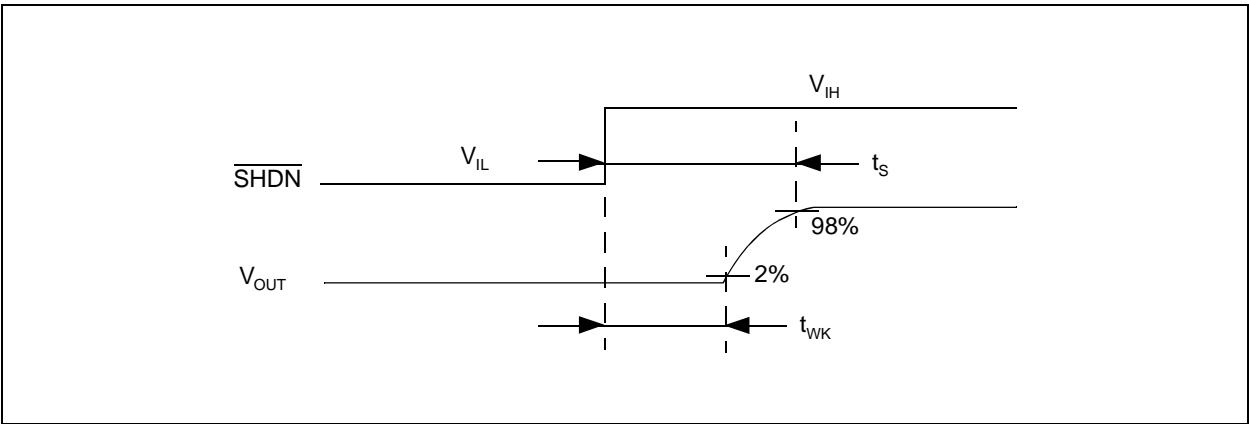 V_IH
V_IL
SHDN
t_S
98%
V_OUT
2%
t_WK